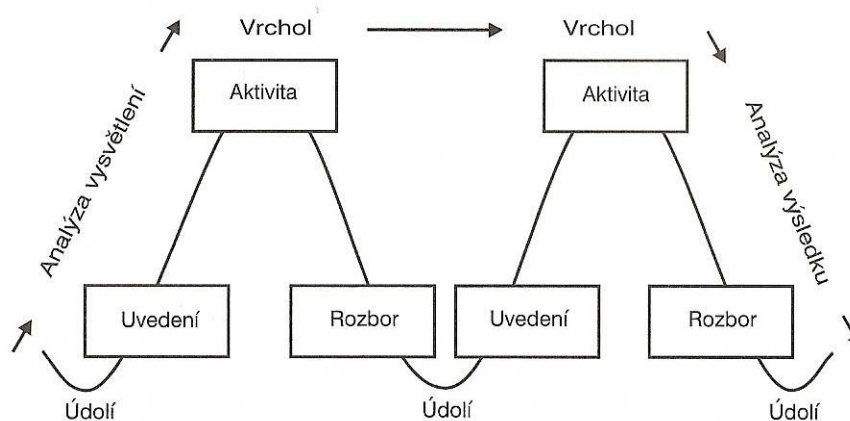 Vrchol
Vrchol
Aktivita
Aktivita
Analýza vysvětlení
Analýza výsledku
Uvedení
Rozbor
Uvedení
Rozbor
Údolí
Údolí
Údolí